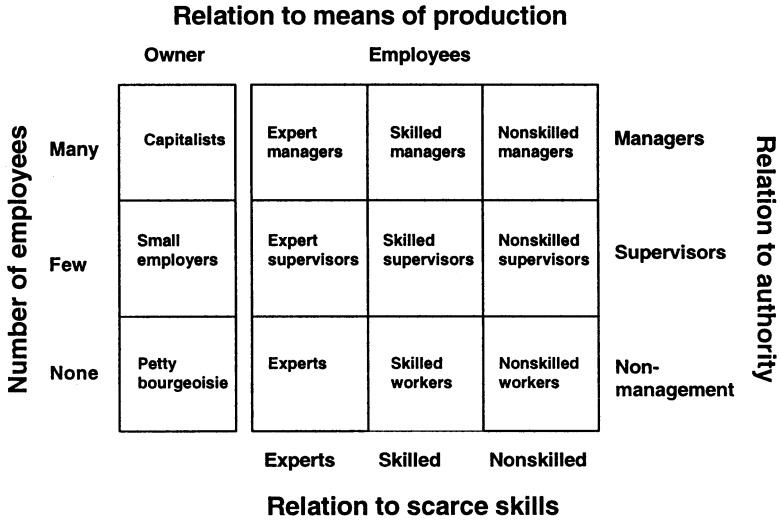 Relation to means of production
Owner
Employees
Number of employees
Many
Capitalists
Expert
managers
Skilled
managers
Nonskilled
managers
Managers
Few
Small
employers
Expert
supervisors
Skilled
supervisors
Nonskilled
supervisors
Supervisors
None
Petty
bourgeoisie
Experts
Skilled
workers
Nonskilled
workers
Non-
management
Relation to authority
Experts
Skilled
Nonskilled
Relation to scarce skills